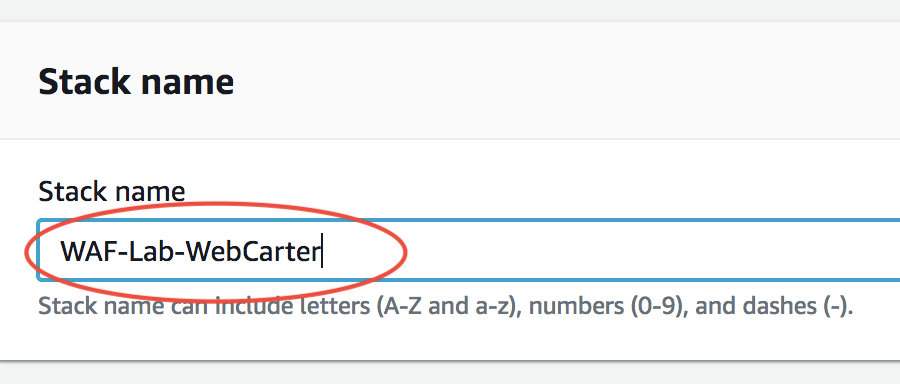 Stack name
Stack name
WAF-Lab-WebCarter
Stack name can include letters (A-Z and a-z), numbers (0-9), and dashes (-).